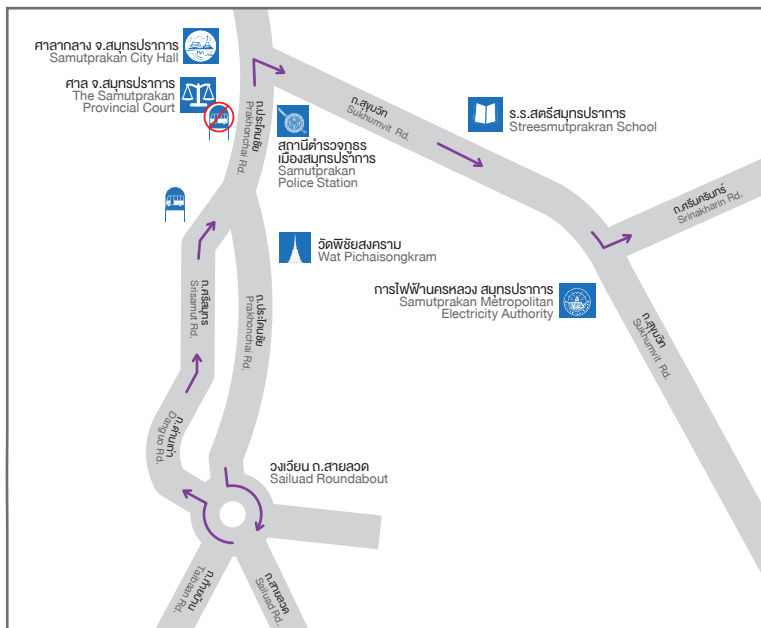 ศาลากลาง จ.สมุทรปราการ
Samutprakan City Hall
ศาล จ.สมุทรปราการ
The Samutprakan
Provincial Court
ถ.ประโคนชัย
Prakhonchai Rd.
สถานีตำรวจภูธร
เมืองสมุทรปราการ
Samutprakan
Police Station
ถ.สุขุมวิท
Sukhumvit Rd.
ร.ร.สตรีสมุทรปราการ
Streesmutprakran School
ถ.ศรีนครินทร์
Srinakharin Rd.
วัดพิชัยสงคราม
Wat Pichaisongkram
การไฟฟ้านครหลวง สมุทรปราการ
Samutprakan Metropolitan
Electricity Authority
ถ.ศรีสมุทร
Srisamut Rd.
ถ.ประโคนชัย
Prakhonchai Rd.
ถ.สุขุมวิท
Sukhumvit Rd.
ถ.ด่านเก่า
Danguo Rd.
วงเวียน ถ.สายลวด
Sailuad Roundabout
ถ.ท้ายบ้าน
Taibaan Rd.
ถ.สายลวด
Sailuad Rd.